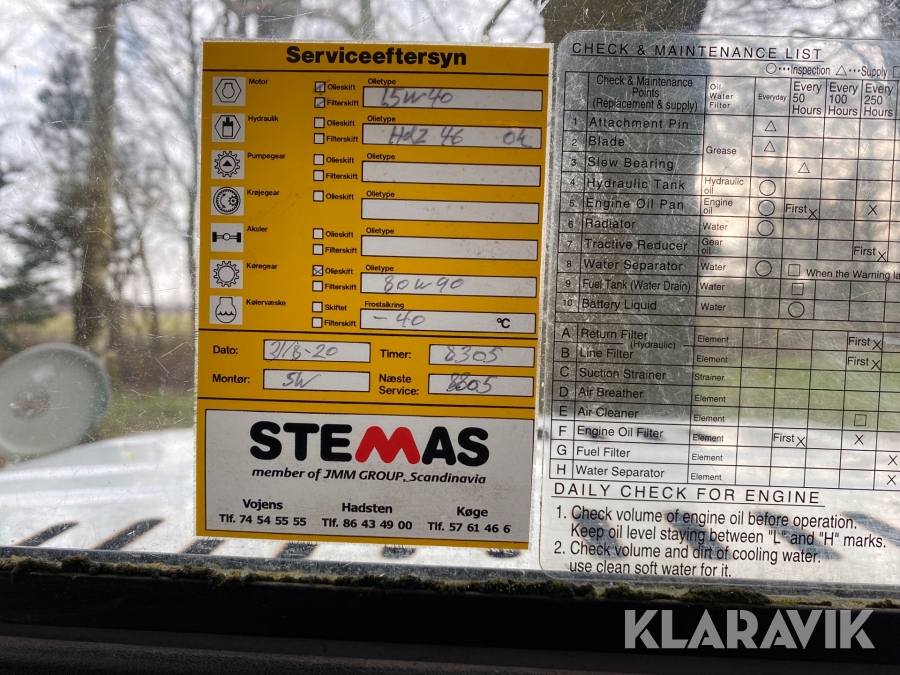 Serviceeftersyn
Motor
Olieskift
Filterskift
Olietype
15W40
Hydraulik
Olieskift
Filterskift
Olietype
46 ok
Pumpegear
Olieskift
Filterskift
Olietype
Krøjegear
Olieskift
Olietype
Aksler
Olieskift
Filterskift
Olietype
Køregear
Olieskift
Filterskift
Olietype
80W90
Kølervæske
Skiftet
Filterskift
Frostsikring
-40 °C
Dato: 31/8-20 Timer: 8305
Montør: SW Næste Service: 8805
STEMAS
member of JMM GROUP, Scandinavia
Vojens Hadsten Køge
Tlf. 74 54 55 55 Tlf. 86 43 49 00 Tlf. 57 61 46 6
CHECK & MAINTENANCE LIST
○···Inspection △···Supply
Check & Maintenance Points (Replacement & supply) Oil Water Filter Everyday Every 50 Hours Every 100 Hours Every 250 Hours
1 Attachment Pin Grease △
2 Blade △
3 Slew Bearing △
4 Hydraulic Tank Hydraulic oil ○
5 Engine Oil Pan Engine oil ○ First X X
6 Radiator Water ○
7 Tractive Reducer Gear oil First X
8 Water Separator Water ○ □ When the Warning la
9 Fuel Tank (Water Drain) Water □
10 Battery Liquid Water ○
A Return Filter (Hydraulic) Element First X
B Line Filter Element First X
C Suction Strainer Strainer
D Air Breather Element
E Air Cleaner Element □
F Engine Oil Filter Element First X X
G Fuel Filter Element X
H Water Separator Element X
DAILY CHECK FOR ENGINE
1. Check volume of engine oil before operation.
Keep oil level staying between "L" and "H" marks.
2. Check volume and dirt of cooling water.
use clean soft water for it.
KLARAVIK